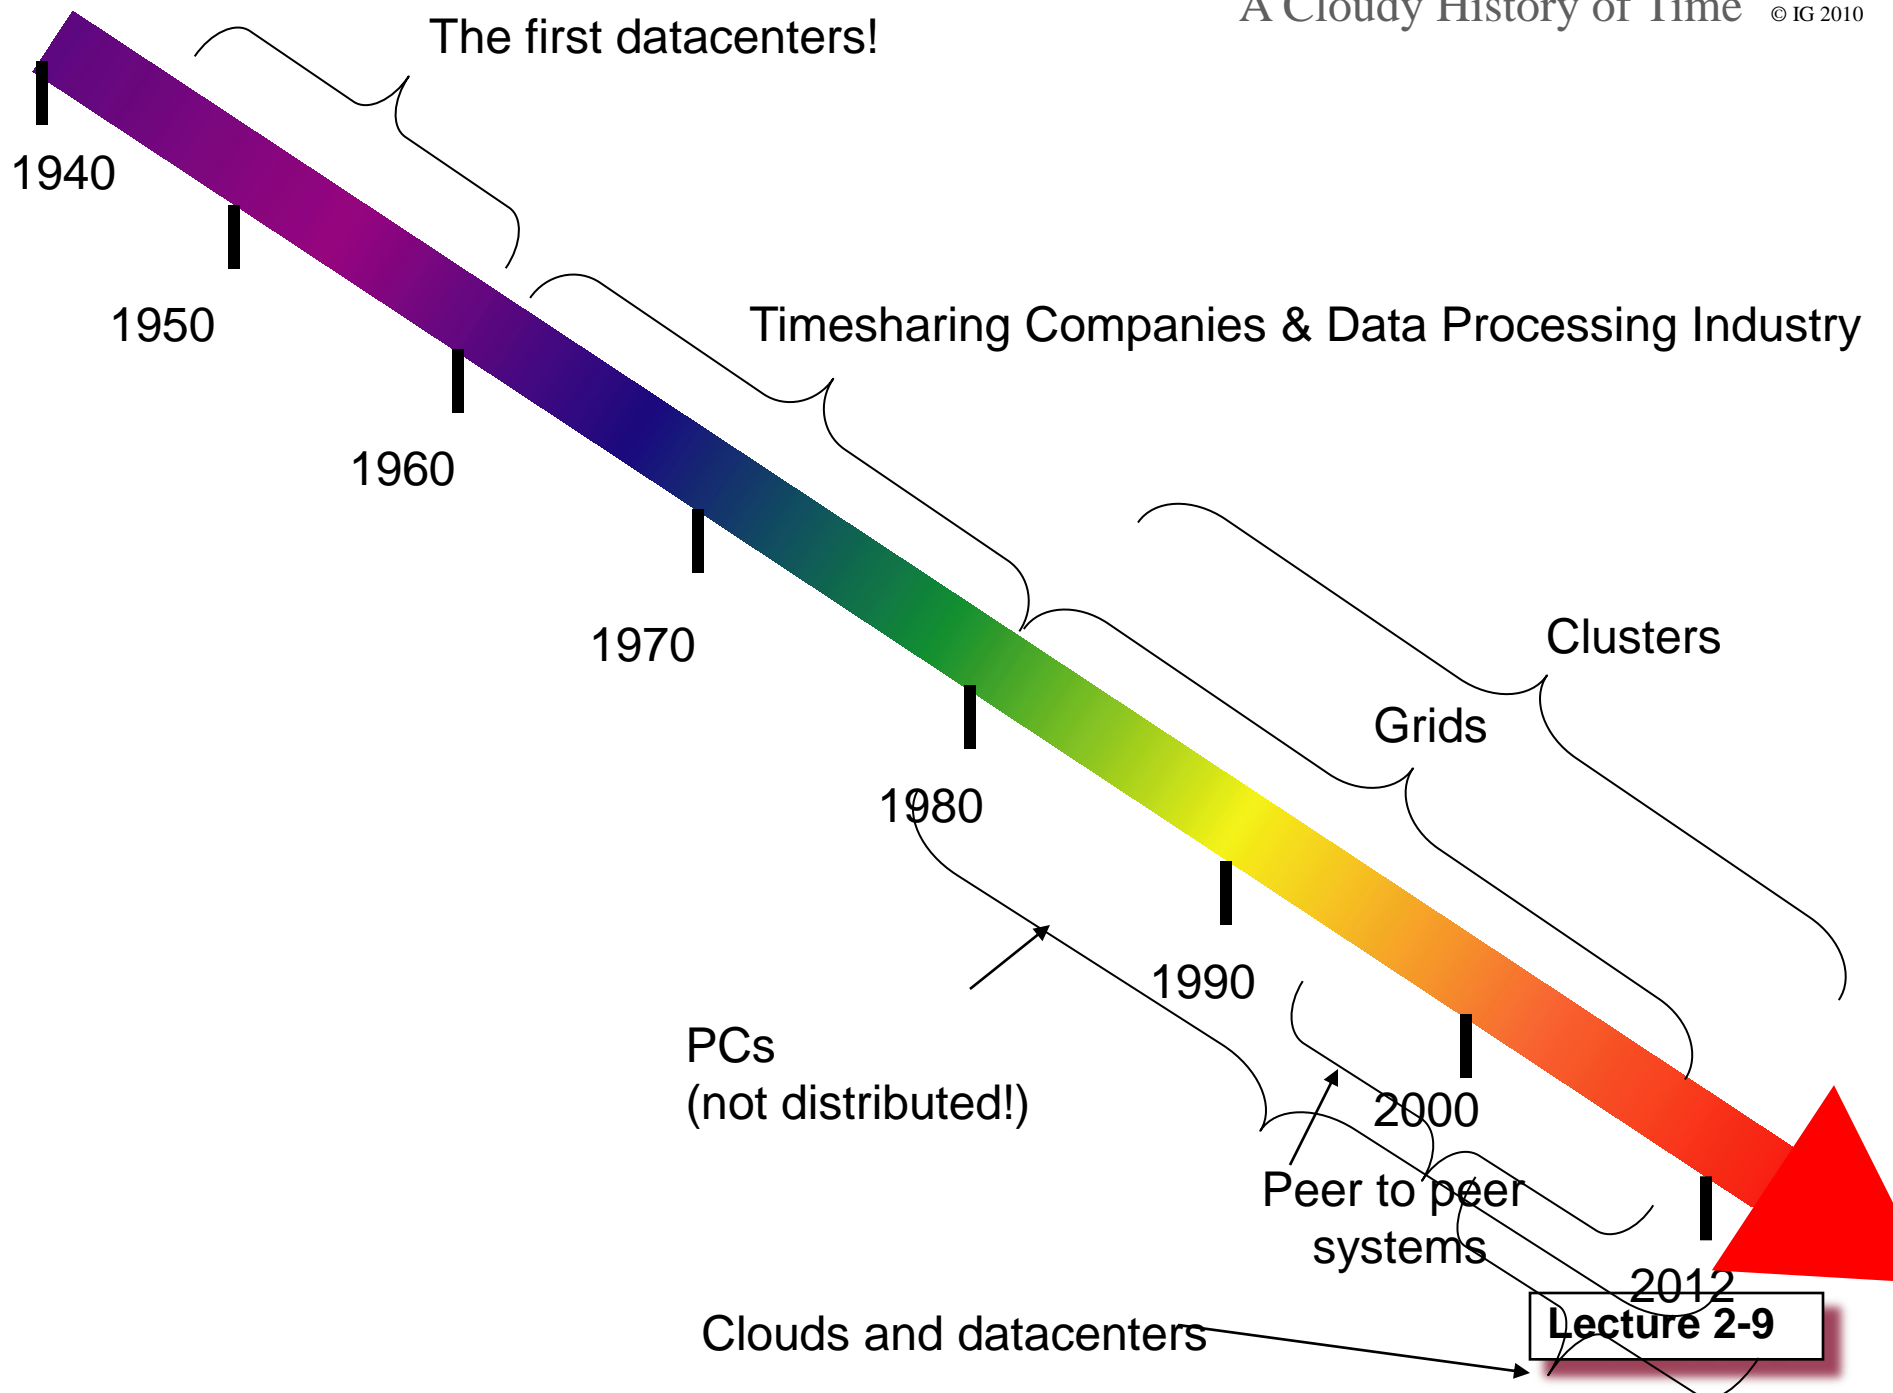 A Cloudy History of Time © IG 2010
The first datacenters!
1940
1950
Timesharing Companies & Data Processing Industry
1960
1970
Clusters
Grids
1980
1990
PCs
(not distributed!)
2000
Peer to peer
systems
2012
Lecture 2-9
Clouds and datacenters